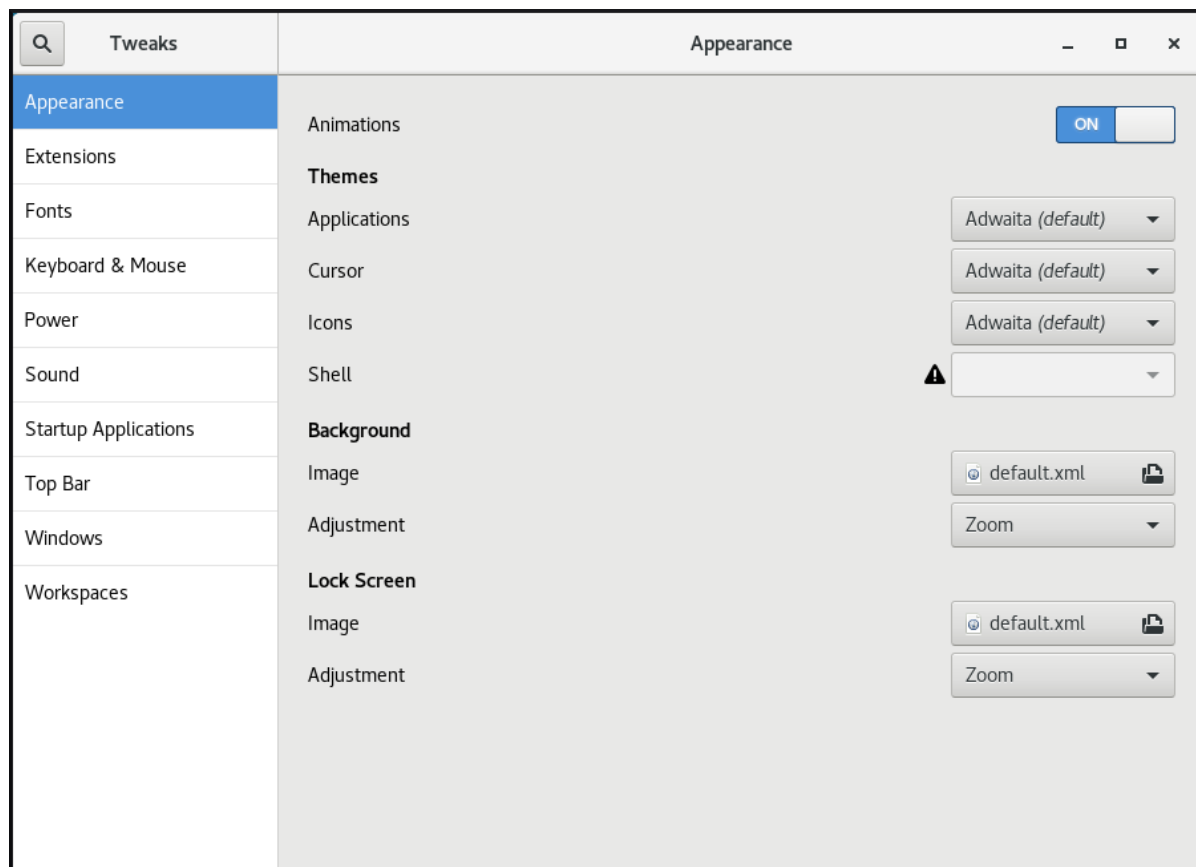 Tweaks
Appearance
Appearance
Extensions
Fonts
Keyboard & Mouse
Power
Sound
Startup Applications
Top Bar
Windows
Workspaces
Animations ON
Themes
Applications Adwaita (default)
Cursor Adwaita (default)
Icons Adwaita (default)
Shell
Background
Image default.xml
Adjustment Zoom
Lock Screen
Image default.xml
Adjustment Zoom